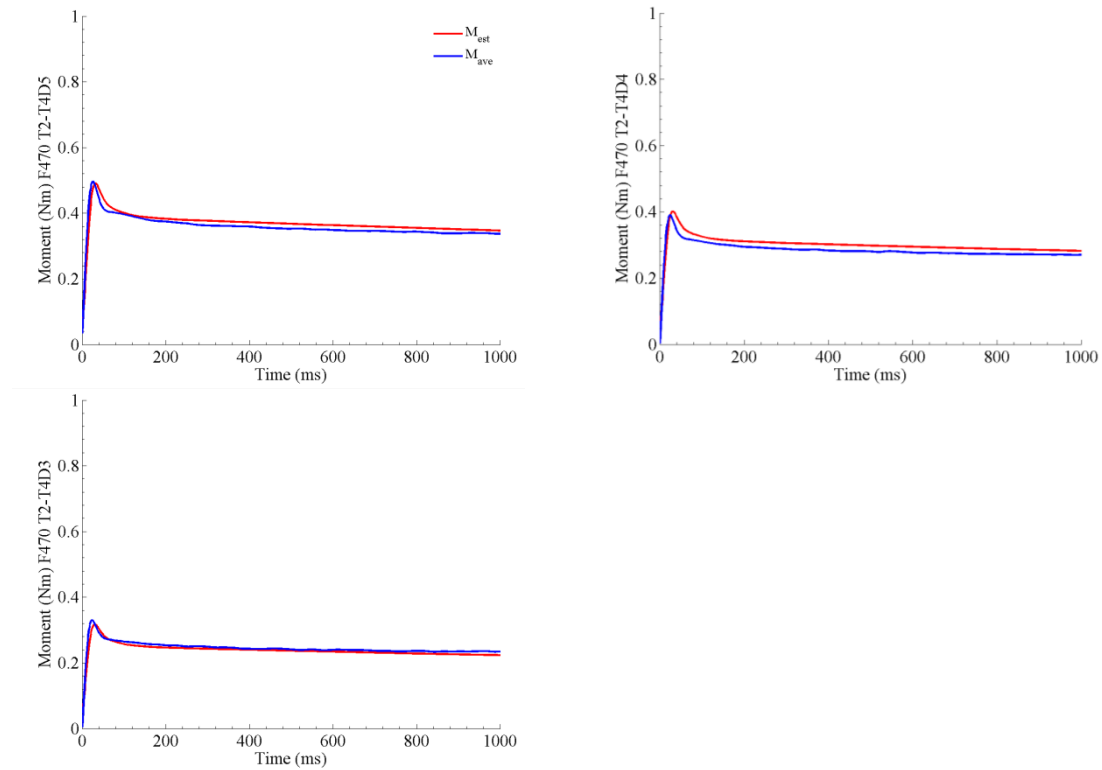 Moment (Nm) F470 T2-T4D5
1
0.8
0.6
0.4
0.2
0
0 200 400 600 800 1000
Time (ms)
M_est
M_ave
Moment (Nm) F470 T2-T4D4
1
0.8
0.6
0.4
0.2
0
0 200 400 600 800 1000
Time (ms)
Moment (Nm) F470 T2-T4D3
1
0.8
0.6
0.4
0.2
0
0 200 400 600 800 1000
Time (ms)